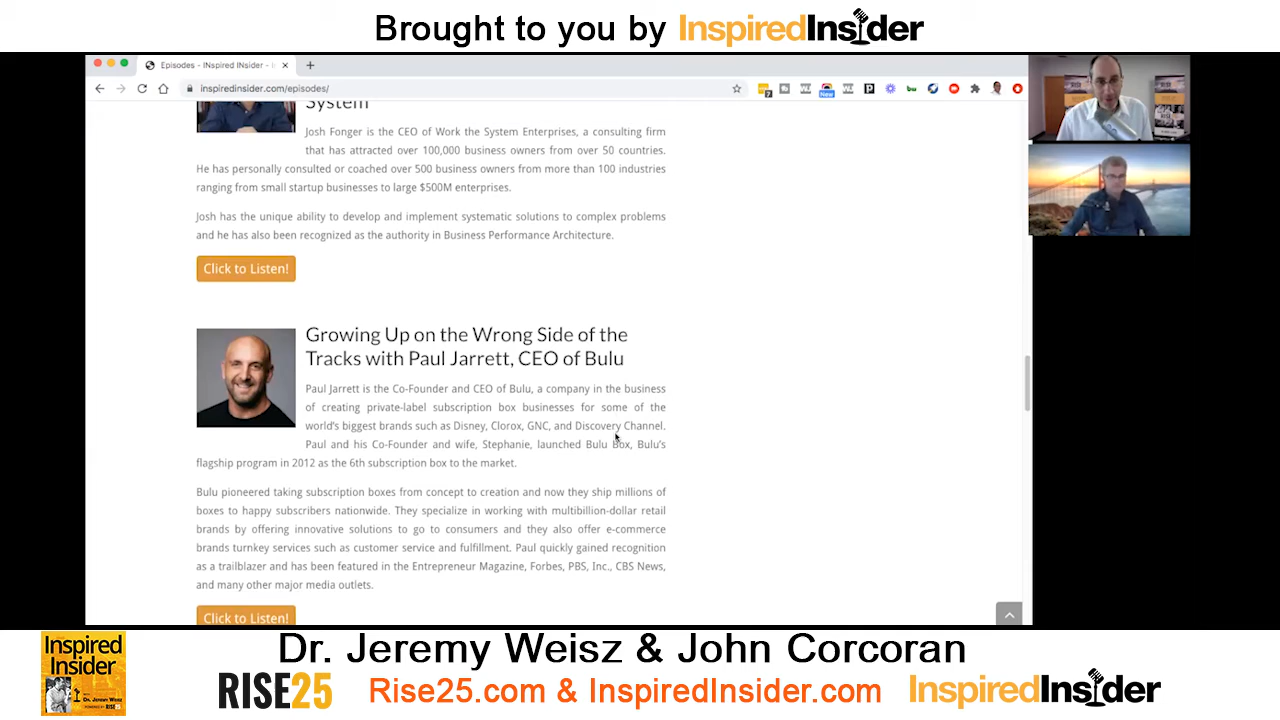 Brought to you by InspiredInsider
Episodes - INspired INsider - I
inspiredinsider.com/episodes/
System
Josh Fonger is the CEO of Work the System Enterprises, a consulting firm
that has attracted over 100,000 business owners from over 50 countries.
He has personally consulted or coached over 500 business owners from more than 100 industries
ranging from small startup businesses to large $500M enterprises.
Josh has the unique ability to develop and implement systematic solutions to complex problems
and he has also been recognized as the authority in Business Performance Architecture.
Click to Listen!
Growing Up on the Wrong Side of the
Tracks with Paul Jarrett, CEO of Bulu
Paul Jarrett is the Co-Founder and CEO of Bulu, a company in the business
of creating private-label subscription box businesses for some of the
world's biggest brands such as Disney, Clorox, GNC, and Discovery Channel.
Paul and his Co-Founder and wife, Stephanie, launched Bulu Box, Bulu's
flagship program in 2012 as the 6th subscription box to the market.
Bulu pioneered taking subscription boxes from concept to creation and now they ship millions of
boxes to happy subscribers nationwide. They specialize in working with multibillion-dollar retail
brands by offering innovative solutions to go to consumers and they also offer e-commerce
brands turnkey services such as customer service and fulfillment. Paul quickly gained recognition
as a trailblazer and has been featured in the Entrepreneur Magazine, Forbes, PBS, Inc., CBS News,
and many other major media outlets.
Click to Listen!
Inspired
Insider
Dr. Jeremy Weisz
Dr. Jeremy Weisz & John Corcoran
RISE25
Rise25.com & InspiredInsider.com
InspiredInsider